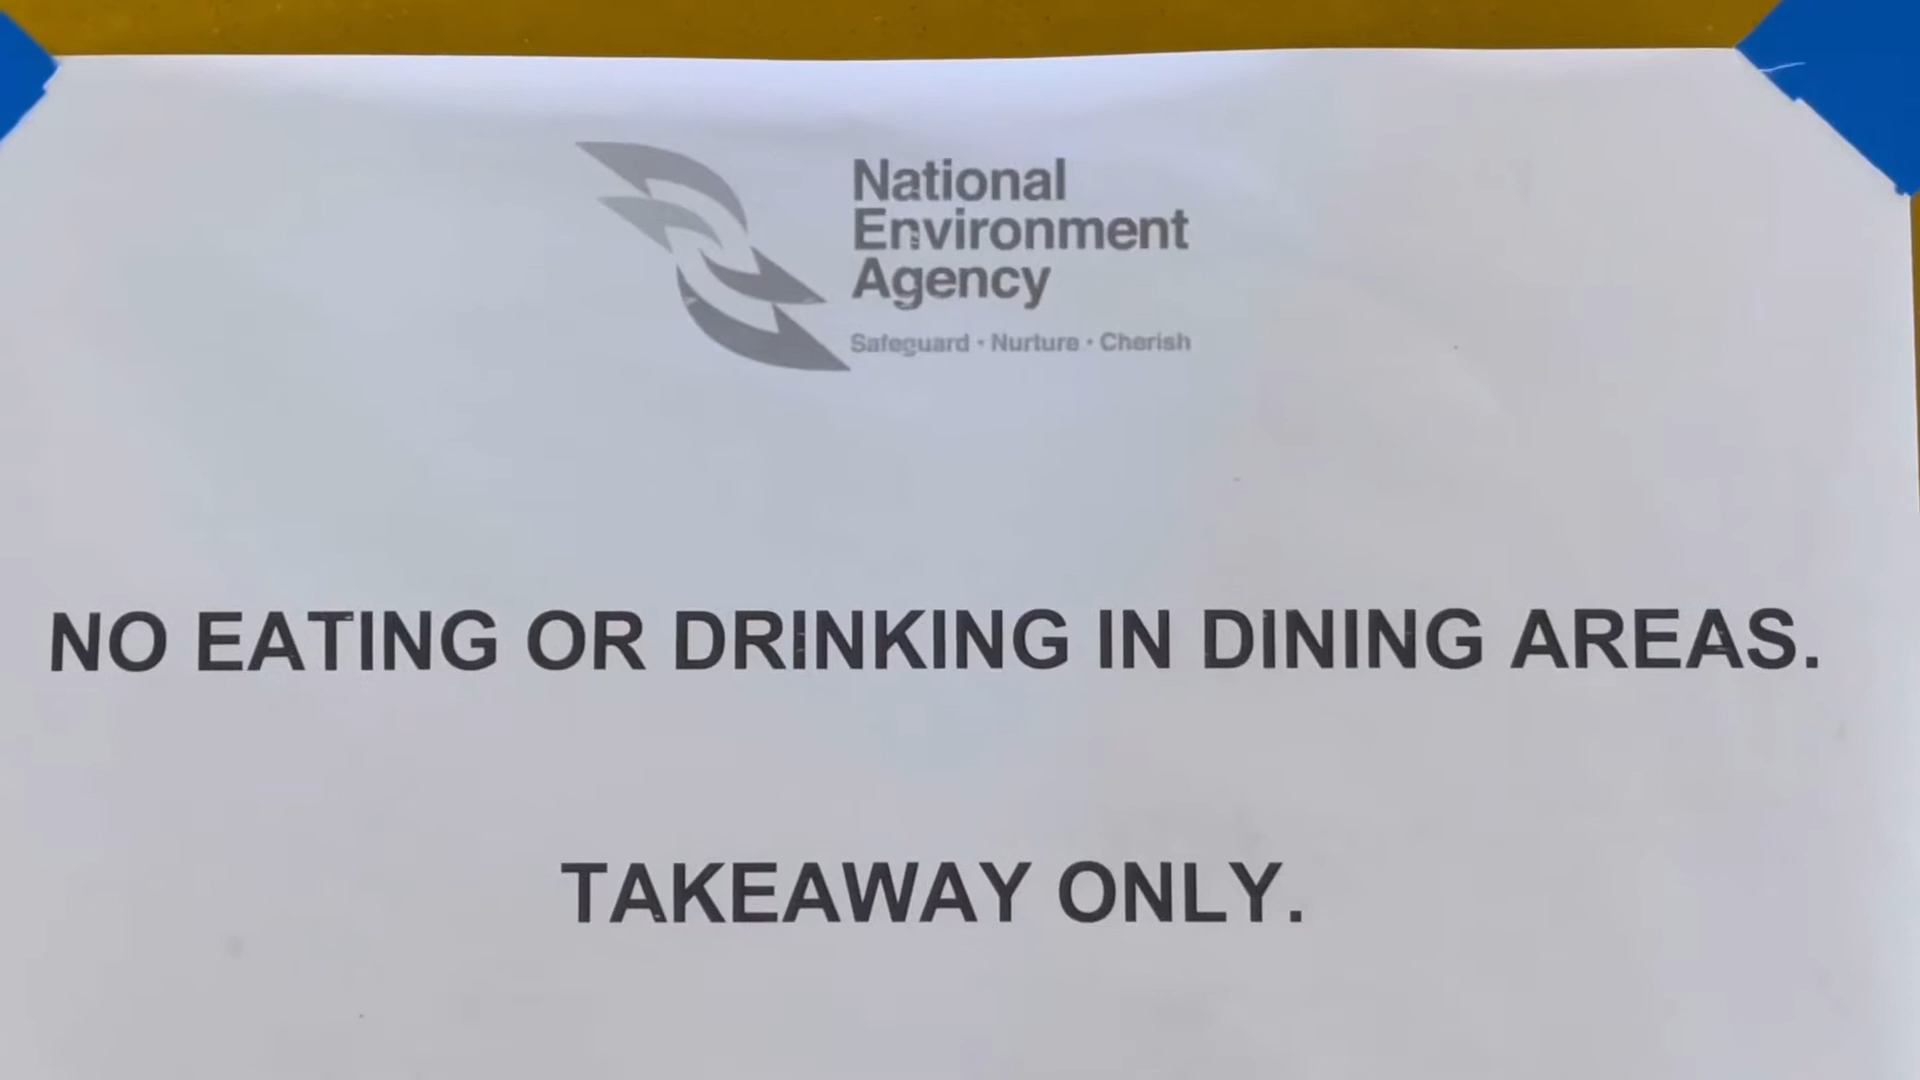 National
Environment
Agency
Safeguard • Nurture • Cherish
NO EATING OR DRINKING IN DINING AREAS.
TAKEAWAY ONLY.